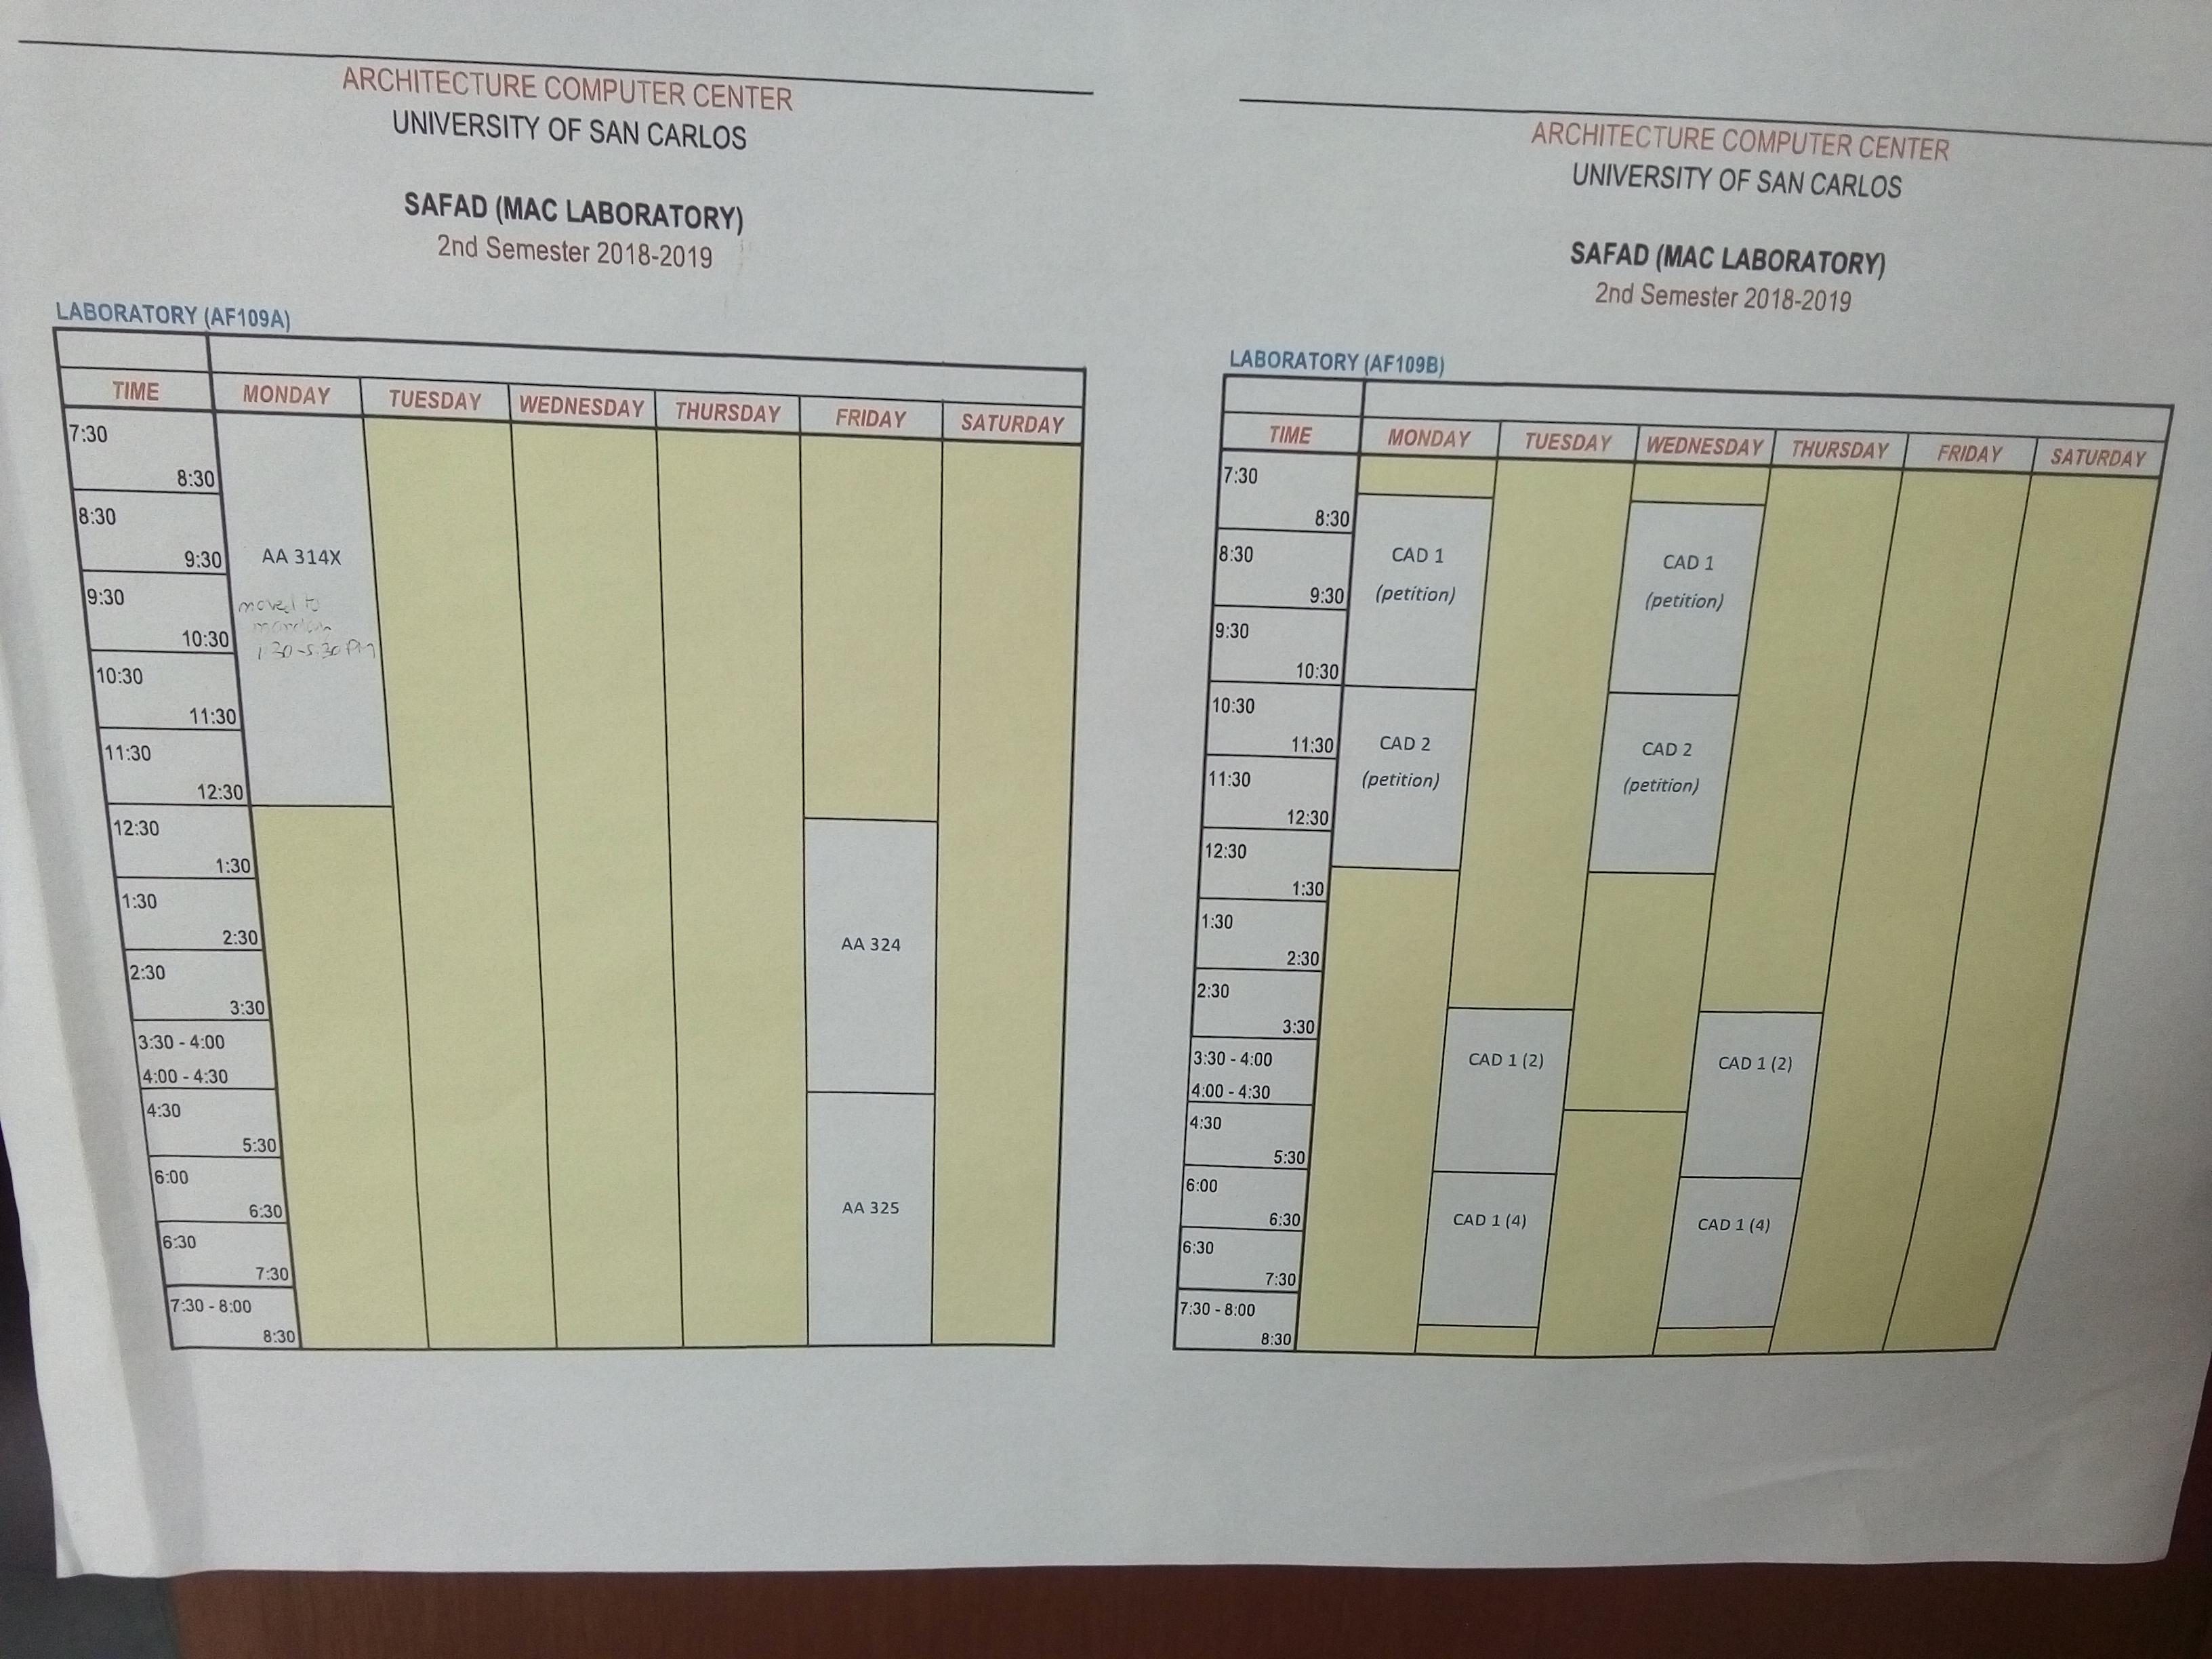 ARCHITECTURE COMPUTER CENTER
UNIVERSITY OF SAN CARLOS
SAFAD (MAC LABORATORY)
2nd Semester 2018-2019
LABORATORY (AF109A)
TIME MONDAY TUESDAY WEDNESDAY THURSDAY FRIDAY SATURDAY
7:30
8:30
8:30
9:30
AA 314X
9:30
moved to
10:30
1:30-5:30 PM
10:30
11:30
11:30
12:30
12:30
1:30
1:30
2:30
AA 324
2:30
3:30
3:30 - 4:00
4:00 - 4:30
4:30
5:30
6:00
6:30
AA 325
6:30
7:30
7:30 - 8:00
8:30
ARCHITECTURE COMPUTER CENTER
UNIVERSITY OF SAN CARLOS
SAFAD (MAC LABORATORY)
2nd Semester 2018-2019
LABORATORY (AF109B)
TIME MONDAY TUESDAY WEDNESDAY THURSDAY FRIDAY SATURDAY
7:30
8:30
8:30 CAD 1 CAD 1
9:30 (petition) (petition)
9:30
10:30
10:30
11:30 CAD 2 CAD 2
11:30 (petition) (petition)
12:30
12:30
1:30
1:30
2:30
2:30
3:30
3:30 - 4:00 CAD 1 (2) CAD 1 (2)
4:00 - 4:30
4:30
5:30
6:00
6:30 CAD 1 (4) CAD 1 (4)
6:30
7:30
7:30 - 8:00
8:30